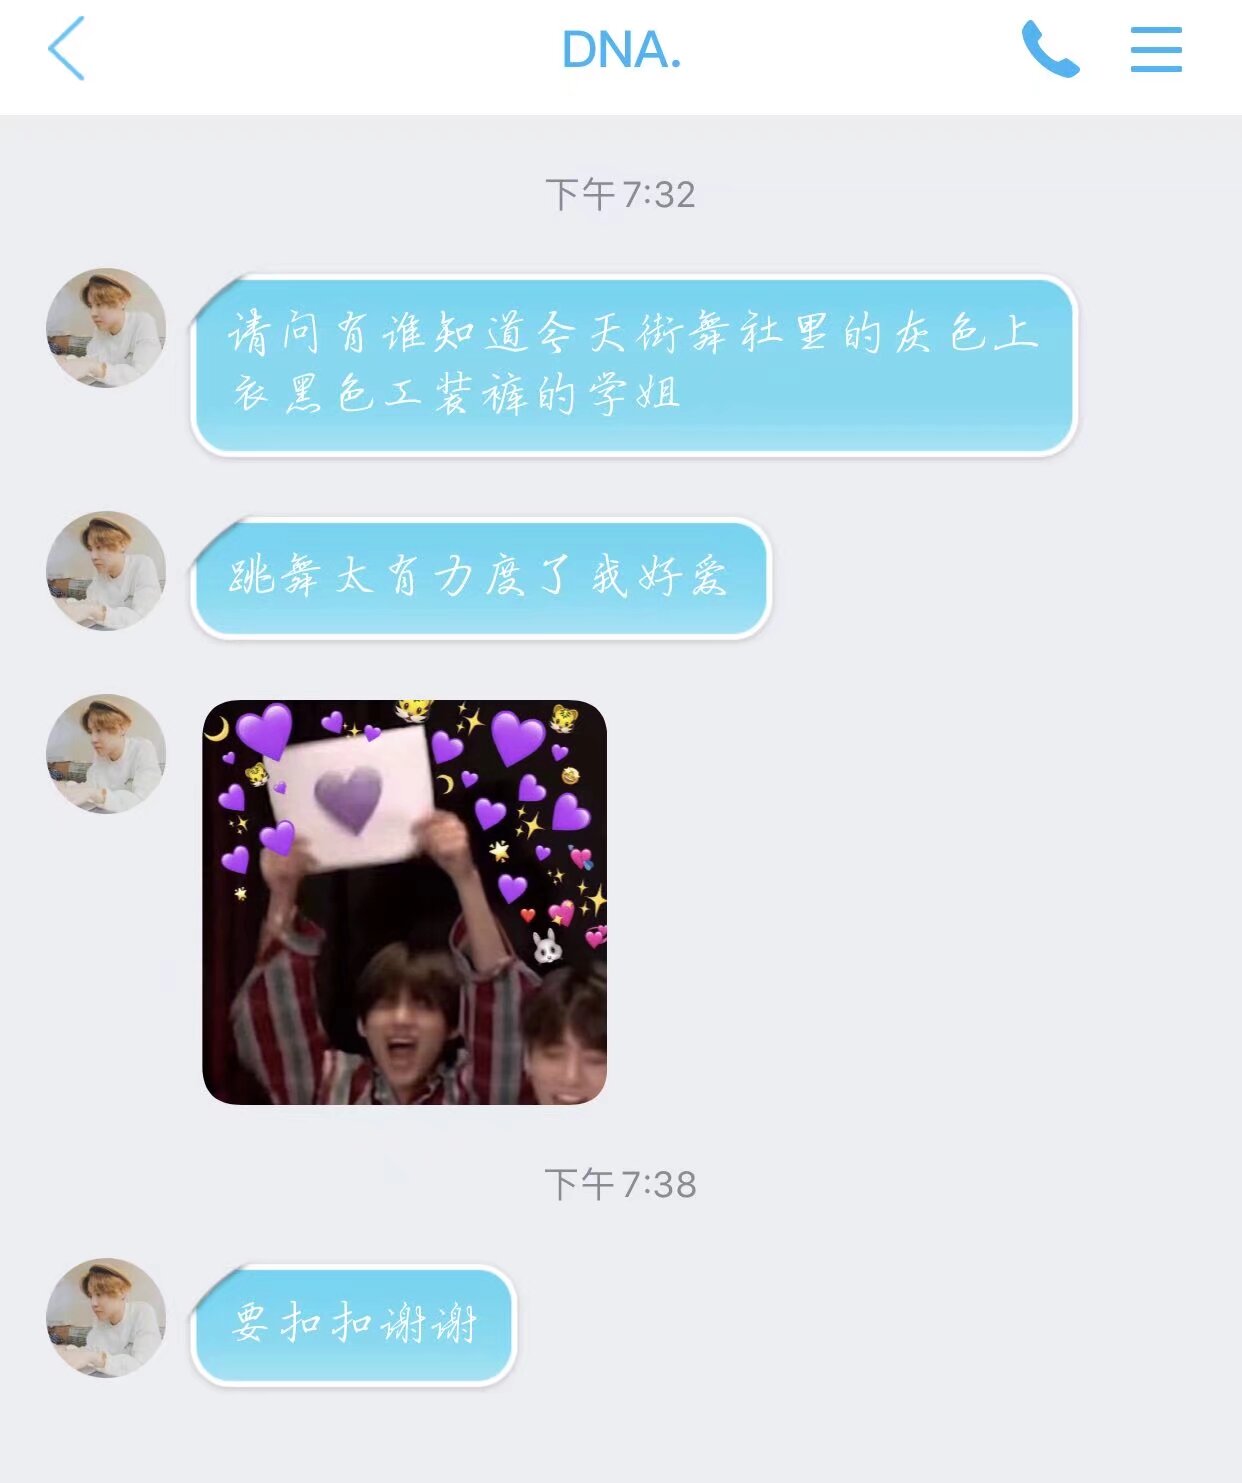 DNA.
下午7:32
请问有谁知道今天街舞社里的灰色上
衣黑色工装裤的学姐
跳舞太有力度了我好爱
下午7:38
要扣扣谢谢